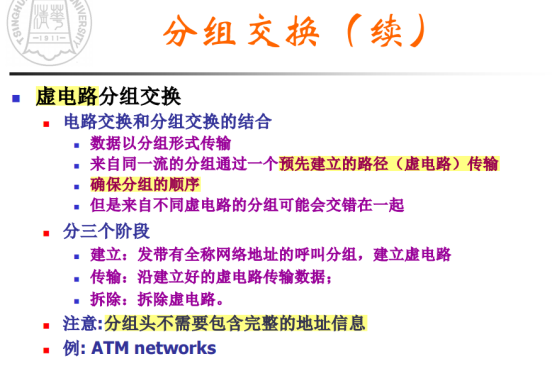 分组交换（续）
虚电路分组交换
电路交换和分组交换的结合
数据以分组形式传输
来自同一流的分组通过一个预先建立的路径（虚电路）传输
确保分组的顺序
但是来自不同虚电路的分组可能会交错在一起
分三个阶段
建立：发带有全称网络地址的呼叫分组，建立虚电路
传输：沿建立好的虚电路传输数据；
拆除：拆除虚电路。
注意:分组头不需要包含完整的地址信息
例: ATM networks